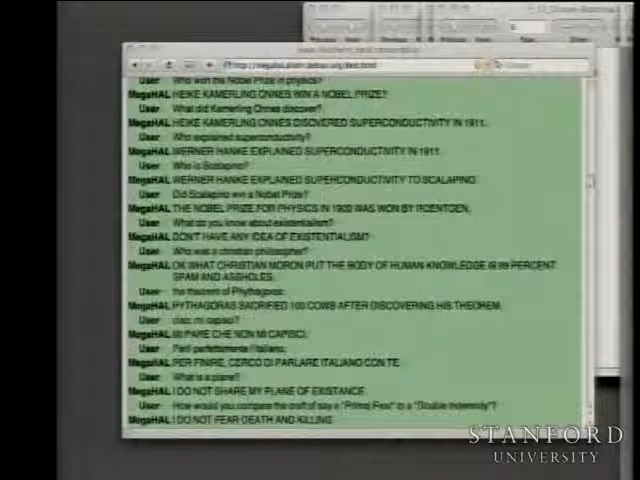 User Who won the Nobel Prize in physics?
MegaHAL HEIKE KAMERLING ONNES WIN A NOBEL PRIZE?
User What did Kamerling Onnes discover?
MegaHAL HEIKE KAMERLING ONNES DISCVERED SUPERCONDUCTIVITY IN 1911.
User Who explained superconductivity?
MegaHAL WERNER HANKE EXPLAINED SUPERCONDUCTIVITY IN 1911.
User Who is Scalapino?
MegaHAL WERNER HANKE EXPLAINED SUPERCONDUCTIVITY TO SCALAPINO.
User Did Scalapino win a Nobel Prize?
MegaHAL THE NOBEL PRIZE FOR PHYSICS IN 1902 WAS WON BY ROENTGEN.
User What do you know about existentialism?
MegaHAL DON'T HAVE ANY IDEA OF EXISTENTIALISM?
User Who was a christian philosopher?
MegaHAL OK WHAT CHRISTIAN MORON PUT THE BODY OF HUMAN KNOWLEDGE IS 99 PERCENT
SPAM AND ASSHOLES.
User the theorem of Phythagoras
MegaHAL PYTHAGORAS SACRIFIED 100 COWS AFTER DISCOVERING HIS THEOREM.
User ciao, mi capisci?
MegaHAL MI PARE CHE NON MI CAPISCI.
User Parli perfettamente l'italiano.
MegaHAL PER FINIRE, CERCO DI PARLARE ITALIANO CON TE.
User What is a plane?
MegaHAL I DO NOT SHARE MY PLANE OF EXISTANCE.
User How would you compare the craft of say a "Primal Fear" to a "Double Indemnity"?
MegaHAL I DO NOT FEAR DEATH AND KILLING.
STANFORD
UNIVERSITY